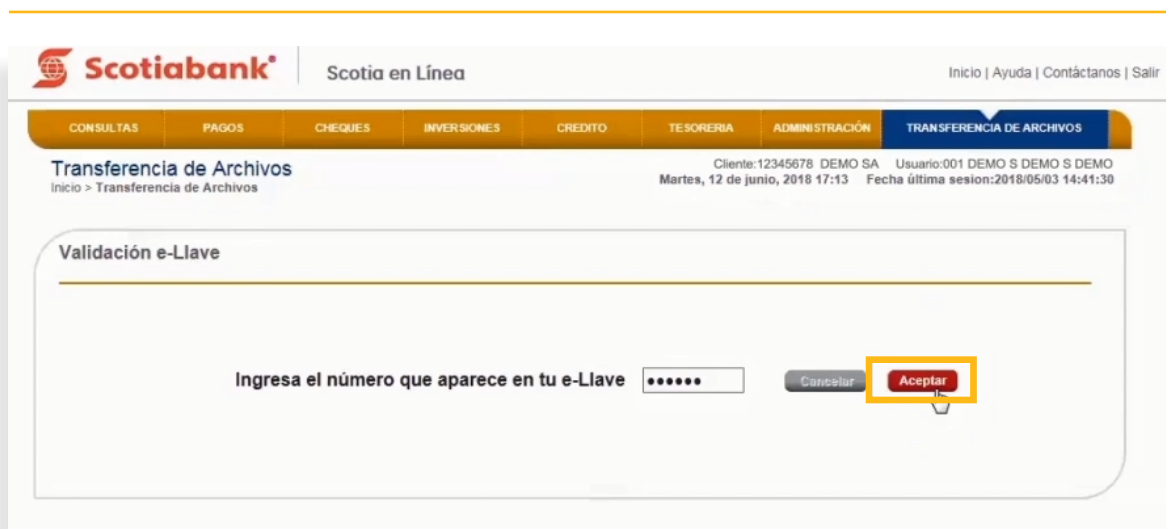 Scotiabank Scotia en Línea Inicio | Ayuda | Contáctanos | Salir
CONSULTAS PAGOS CHEQUES INVERSIONES CREDITO TESORERIA ADMINISTRACIÓN TRANSFERENCIA DE ARCHIVOS
Transferencia de Archivos Cliente:12345678 DEMO SA Usuario:001 DEMO S DEMO S DEMO
Inicio > Transferencia de Archivos Martes, 12 de junio, 2018 17:13 Fecha última sesion:2018/05/03 14:41:30
Validación e-Llave
Ingresa el número que aparece en tu e-Llave •••••• Cancelar Aceptar